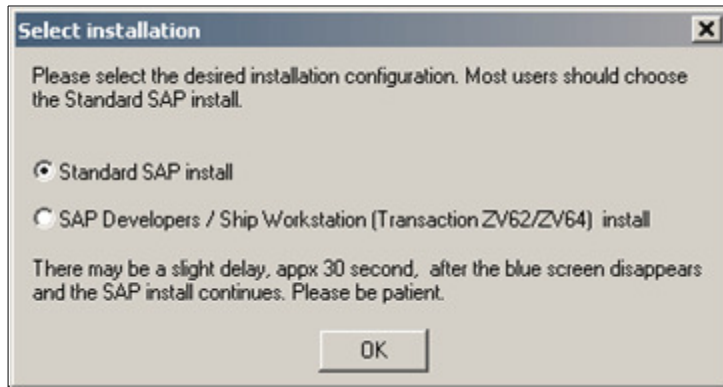 Select installation
Please select the desired installation configuration. Most users should choose
the Standard SAP install.
Standard SAP install
SAP Developers / Ship Workstation (Transaction ZV62/ZV64) install
There may be a slight delay, appx 30 second, after the blue screen disappears
and the SAP install continues. Please be patient.
OK